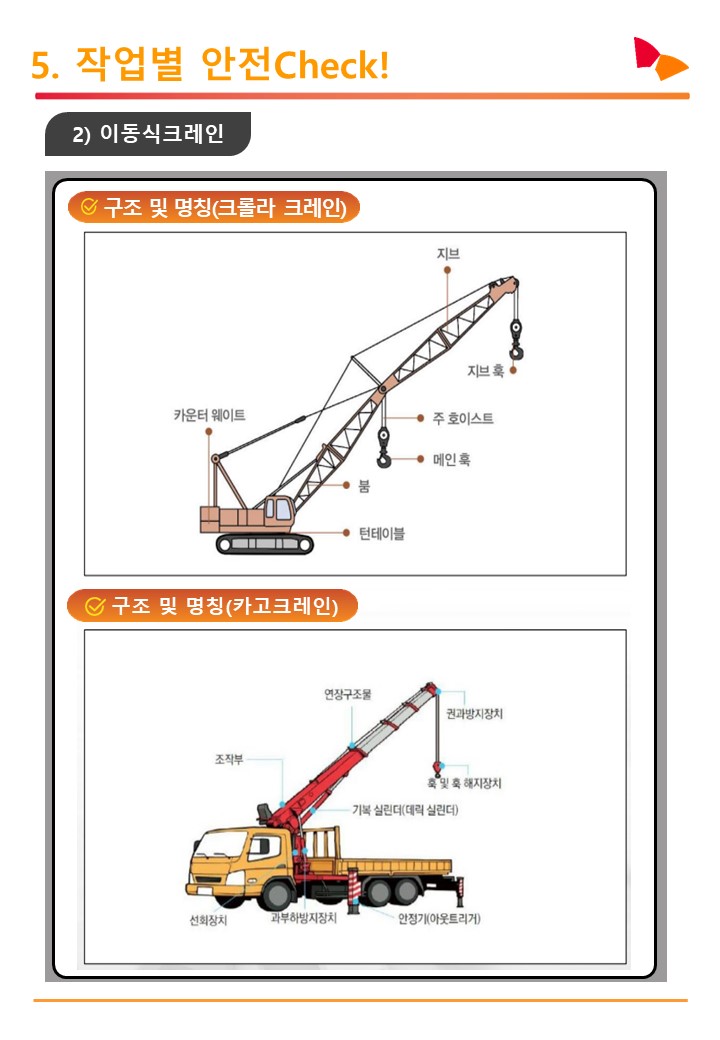 5. 작업별 안전Check!
2) 이동식크레인
구조 및 명칭(크롤라 크레인)
지브
지브 훅
카운터 웨이트
주 호이스트
메인 훅
붐
턴테이블
구조 및 명칭(카고크레인)
연장구조물
권과방지장치
조작부
훅 및 훅 해지장치
기복 실린더(데릭 실린더)
선회장치
과부하방지장치
안정기(아웃트리거)